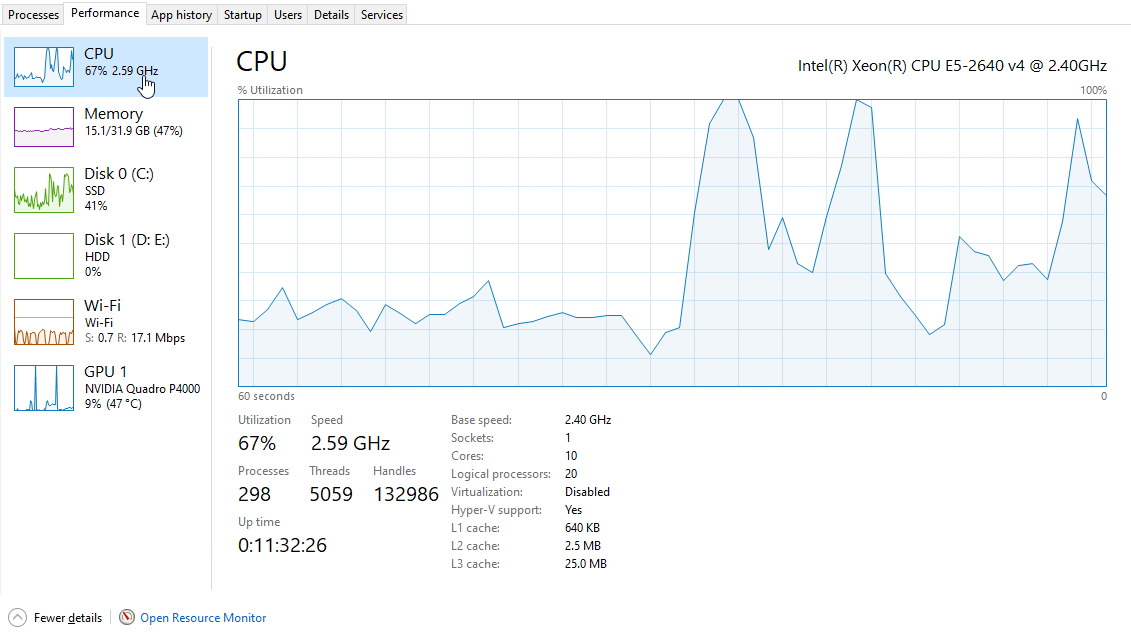 Processes Performance App history Startup Users Details Services
CPU
67% 2.59 GHz
Memory
15.1/31.9 GB (47%)
Disk 0 (C:)
SSD
41%
Disk 1 (D: E:)
HDD
0%
Wi-Fi
Wi-Fi
S: 0.7 R: 17.1 Mbps
GPU 1
NVIDIA Quadro P4000
9% (47 °C)
CPU
Intel(R) Xeon(R) CPU E5-2640 v4 @ 2.40GHz
% Utilization 100%
60 seconds 0
Utilization Speed
67% 2.59 GHz
Processes Threads Handles
298 5059 132986
Up time
0:11:32:26
Base speed: 2.40 GHz
Sockets: 1
Cores: 10
Logical processors: 20
Virtualization: Disabled
Hyper-V support: Yes
L1 cache: 640 KB
L2 cache: 2.5 MB
L3 cache: 25.0 MB
Fewer details Open Resource Monitor